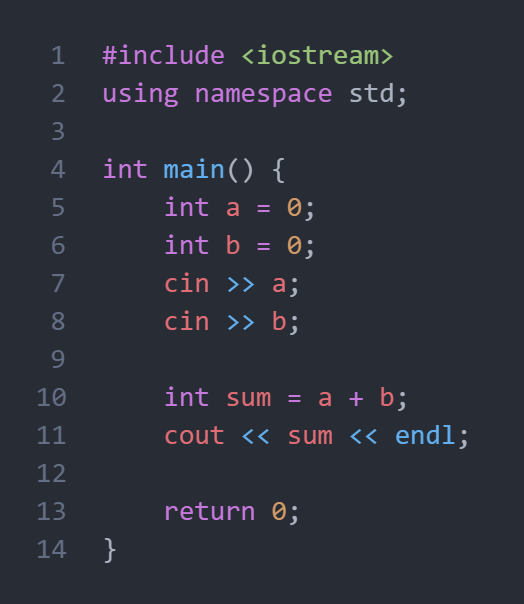 1 #include <iostream>
2 using namespace std;
3
4 int main() {
5     int a = 0;
6     int b = 0;
7     cin >> a;
8     cin >> b;
9
10     int sum = a + b;
11     cout << sum << endl;
12
13     return 0;
14 }